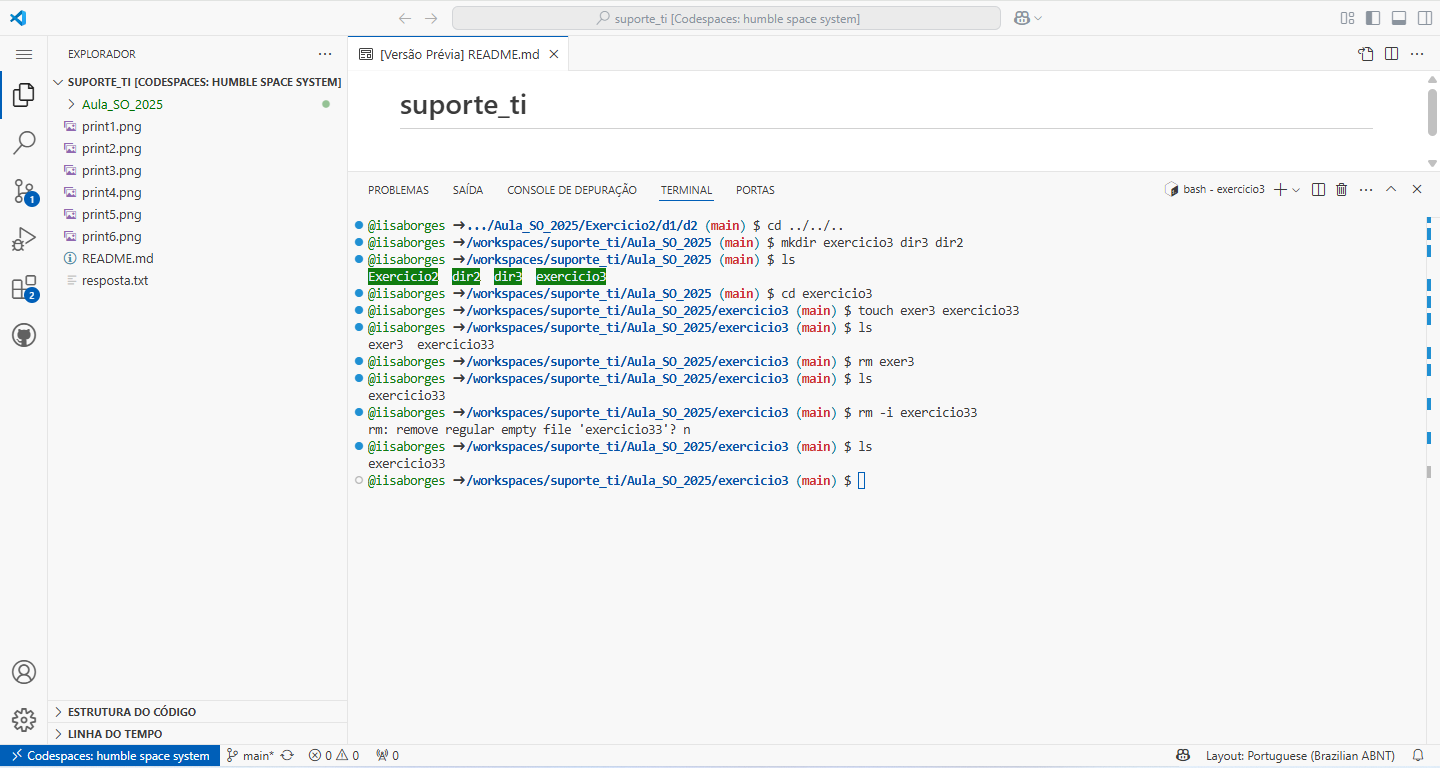 suporte_ti [Codespaces: humble space system]
EXPLORADOR
SUPORTE_TI [CODESPACES: HUMBLE SPACE SYSTEM]
Aula_SO_2025
print1.png
print2.png
print3.png
print4.png
print5.png
print6.png
README.md
resposta.txt
1
2
ESTRUTURA DO CÓDIGO
LINHA DO TEMPO
[Versão Prévia] README.md
suporte_ti
PROBLEMAS SAÍDA CONSOLE DE DEPURAÇÃO TERMINAL PORTAS
bash - exercicio3
@iisaborges ➜.../Aula_SO_2025/Exercicio2/d1/d2 (main) $ cd ../../..
@iisaborges ➜/workspaces/suporte_ti/Aula_SO_2025 (main) $ mkdir exercicio3 dir3 dir2
@iisaborges ➜/workspaces/suporte_ti/Aula_SO_2025 (main) $ ls
Exercicio2 dir2 dir3 exercicio3
@iisaborges ➜/workspaces/suporte_ti/Aula_SO_2025 (main) $ cd exercicio3
@iisaborges ➜/workspaces/suporte_ti/Aula_SO_2025/exercicio3 (main) $ touch exer3 exercicio33
@iisaborges ➜/workspaces/suporte_ti/Aula_SO_2025/exercicio3 (main) $ ls
exer3 exercicio33
@iisaborges ➜/workspaces/suporte_ti/Aula_SO_2025/exercicio3 (main) $ rm exer3
@iisaborges ➜/workspaces/suporte_ti/Aula_SO_2025/exercicio3 (main) $ ls
exercicio33
@iisaborges ➜/workspaces/suporte_ti/Aula_SO_2025/exercicio3 (main) $ rm -i exercicio33
rm: remove regular empty file 'exercicio33'? n
@iisaborges ➜/workspaces/suporte_ti/Aula_SO_2025/exercicio3 (main) $ ls
exercicio33
@iisaborges ➜/workspaces/suporte_ti/Aula_SO_2025/exercicio3 (main) $
Codespaces: humble space system main* 0 0 0 Layout: Portuguese (Brazilian ABNT)